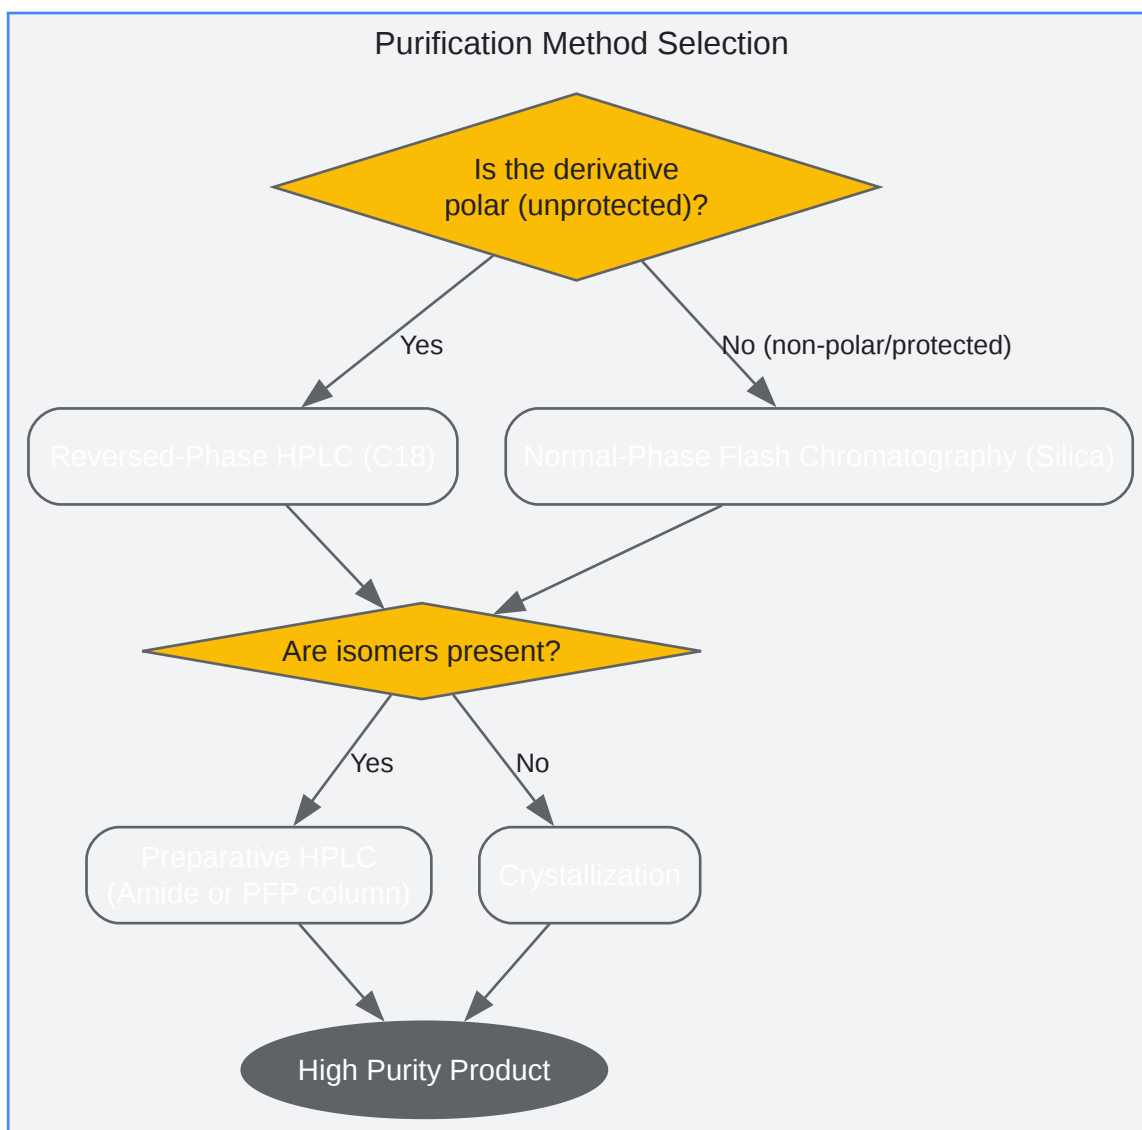 Purification Method Selection
Is the derivative
polar (unprotected)?
Yes
No (non-polar/protected)
Reversed-Phase HPLC (C18)
Normal-Phase Flash Chromatography (Silica)
Are isomers present?
Yes
No
Preparative HPLC
(Amide or PFP column)
Crystallization
High Purity Product